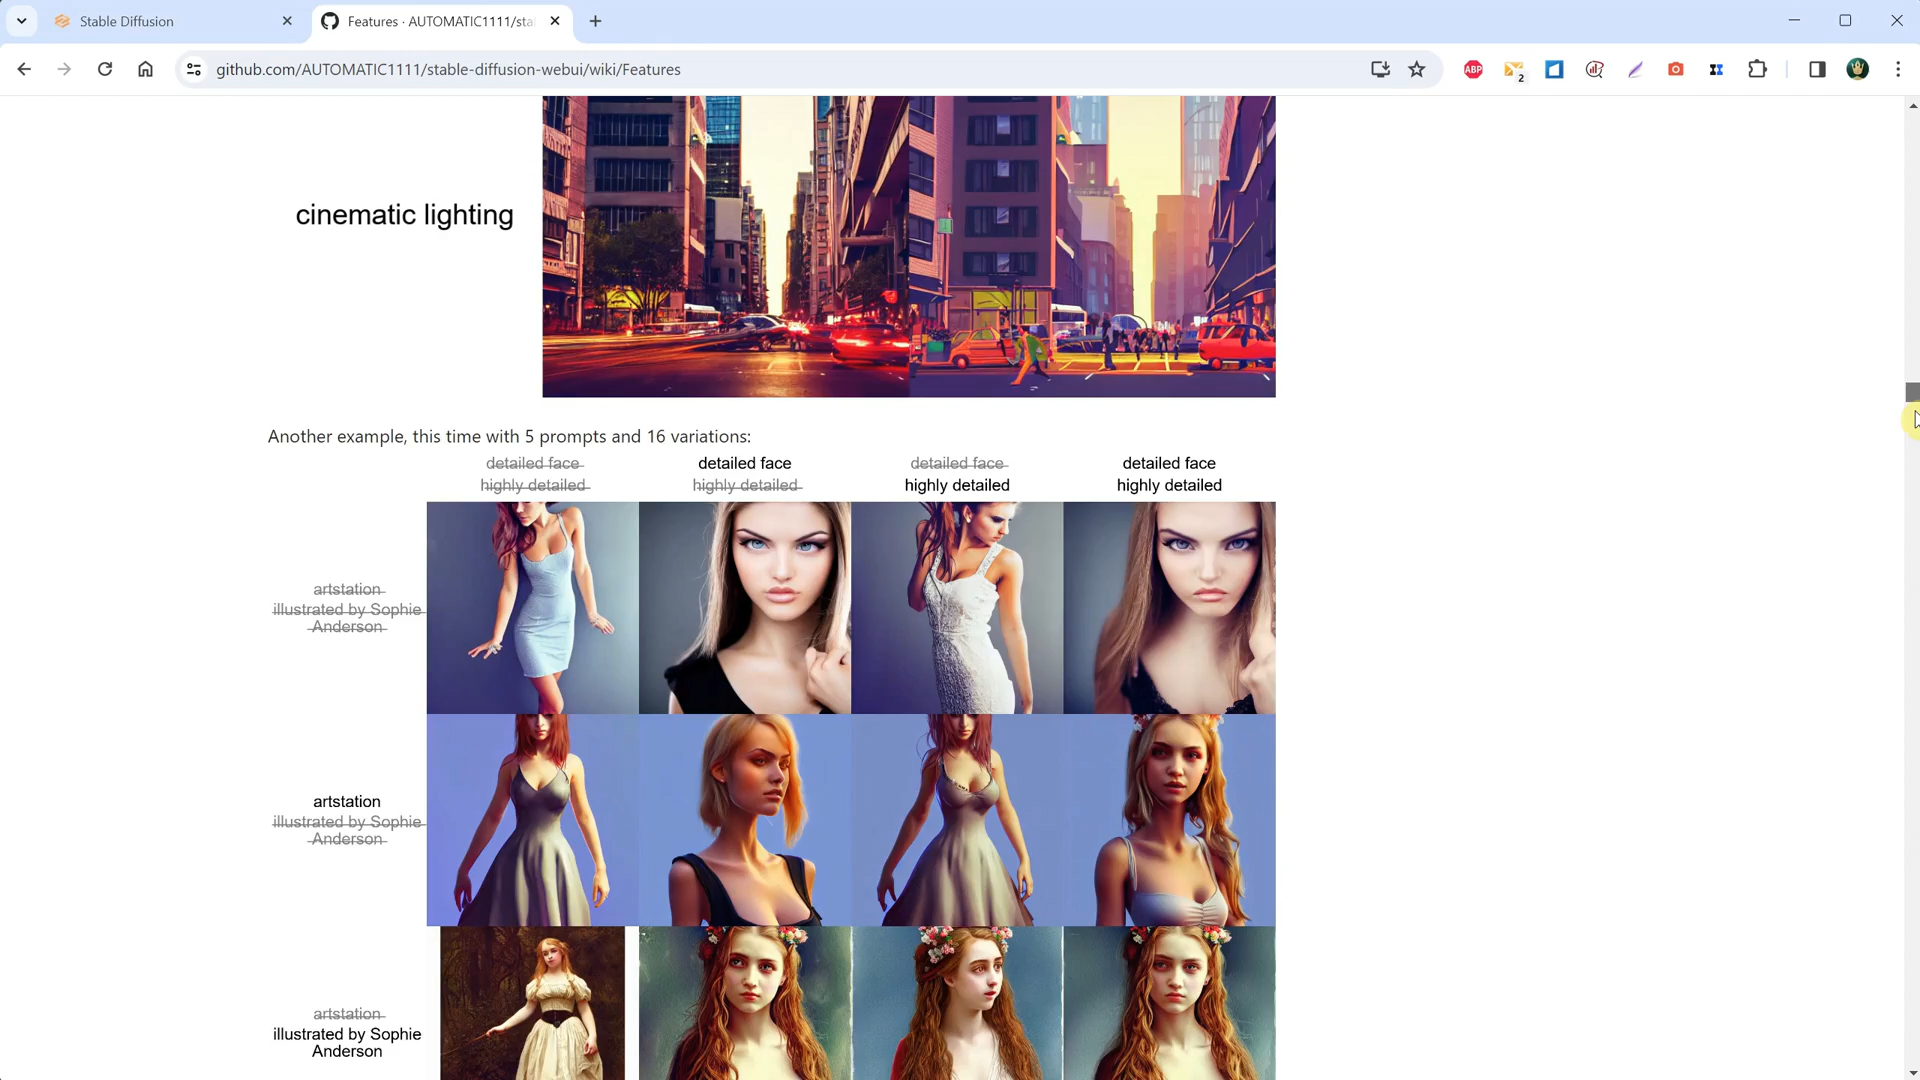 Stable Diffusion
Features · AUTOMATIC1111/sta
github.com/AUTOMATIC1111/stable-diffusion-webui/wiki/Features
ABP
2
cinematic lighting
Another example, this time with 5 prompts and 16 variations:
detailed face detailed face detailed face detailed face
highly detailed highly detailed highly detailed highly detailed
artstation
illustrated by Sophie
Anderson
artstation
illustrated by Sophie
Anderson
artstation
illustrated by Sophie
Anderson